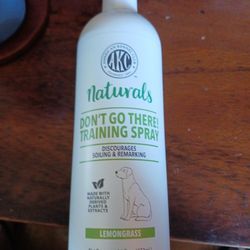 AKC
Naturals
DON'T GO THERE!
TRAINING SPRAY
DISCOURAGES
SOILING & REMARKING
MADE WITH
NATURALLY
DERIVED
PLANTS &
EXTRACTS
LEMONGRASS